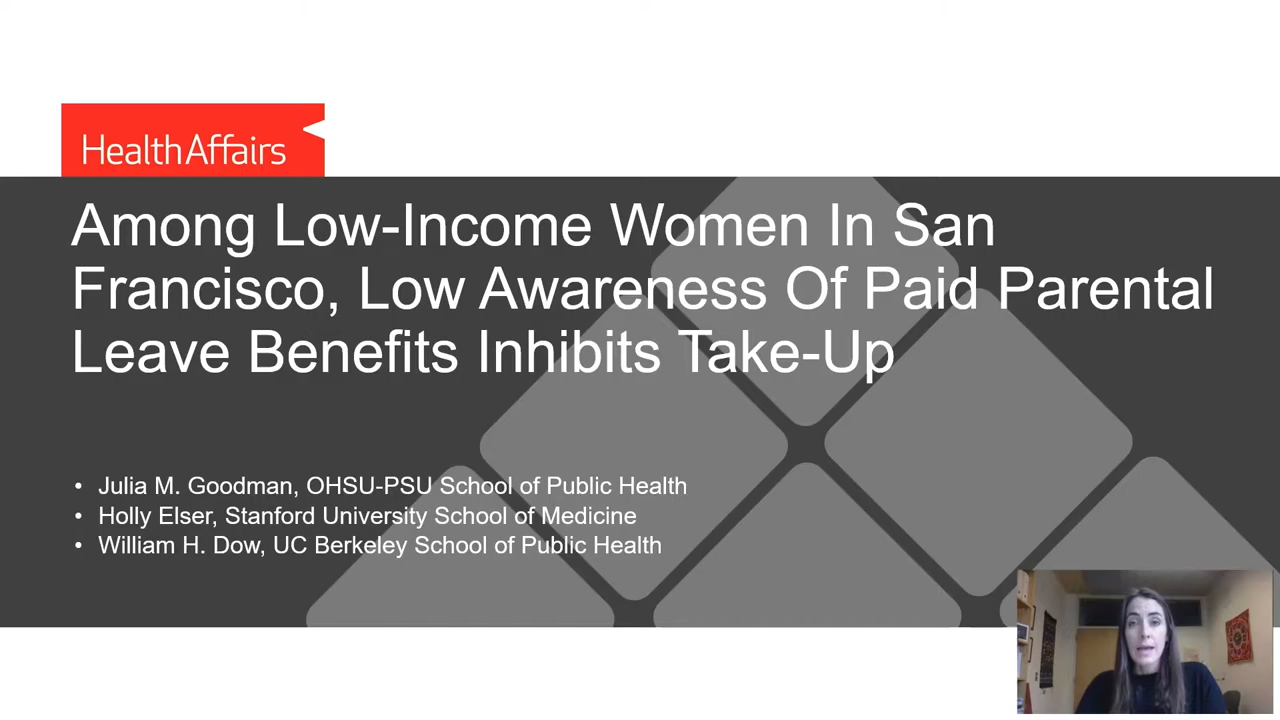 HealthAffairs
Among Low-Income Women In San
Francisco, Low Awareness Of Paid Parental
Leave Benefits Inhibits Take-Up
• Julia M. Goodman, OHSU-PSU School of Public Health
• Holly Elser, Stanford University School of Medicine
• William H. Dow, UC Berkeley School of Public Health